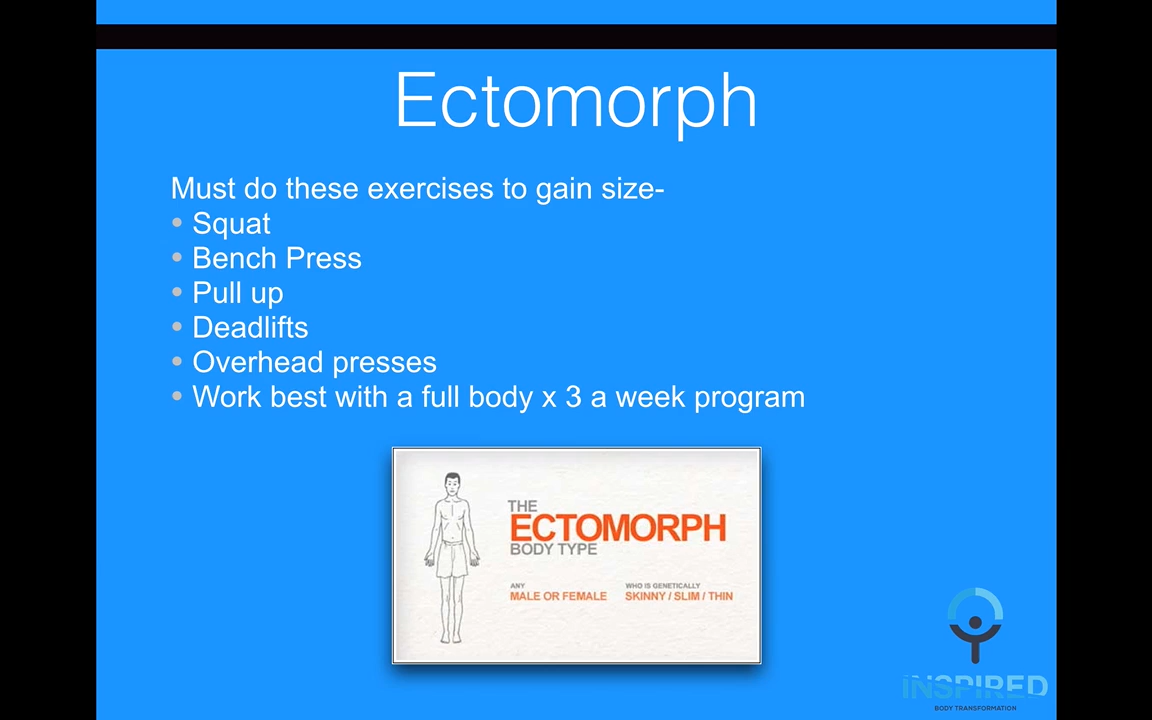 Ectomorph
Must do these exercises to gain size-
• Squat
• Bench Press
• Pull up
• Deadlifts
• Overhead presses
• Work best with a full body x 3 a week program
THE
ECTOMORPH
BODY TYPE
ANY
MALE OR FEMALE
WHO IS GENETICALLY
SKINNY / SLIM / THIN
INSPIRED
BODY TRANSFORMATION